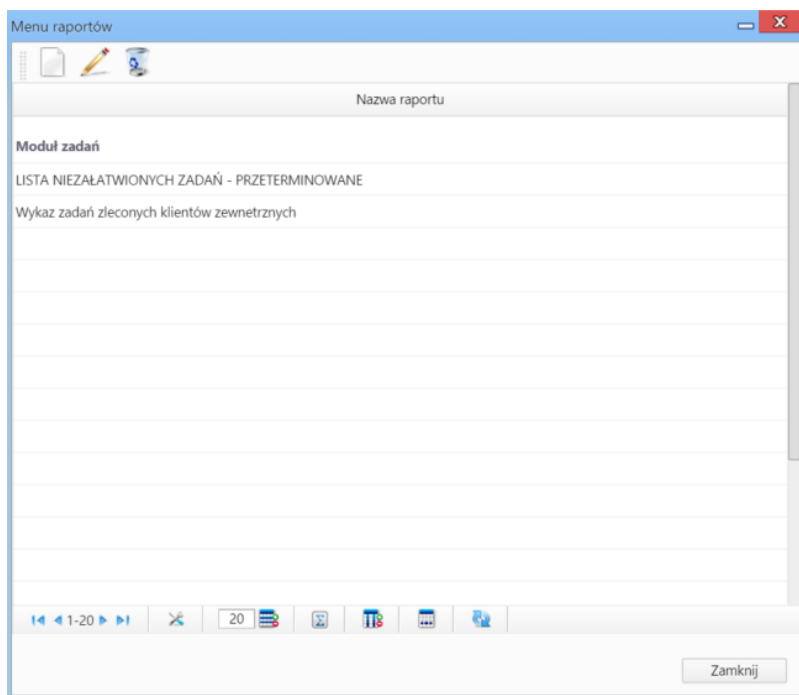 Menu raportów
Nazwa raportu
Moduł zadań
LISTA NIEZAŁATWIONYCH ZADAŃ - PRZETERMINOWANE
Wykaz zadań zleconych klientów zewnetrznych
1-20 20
Zamknij